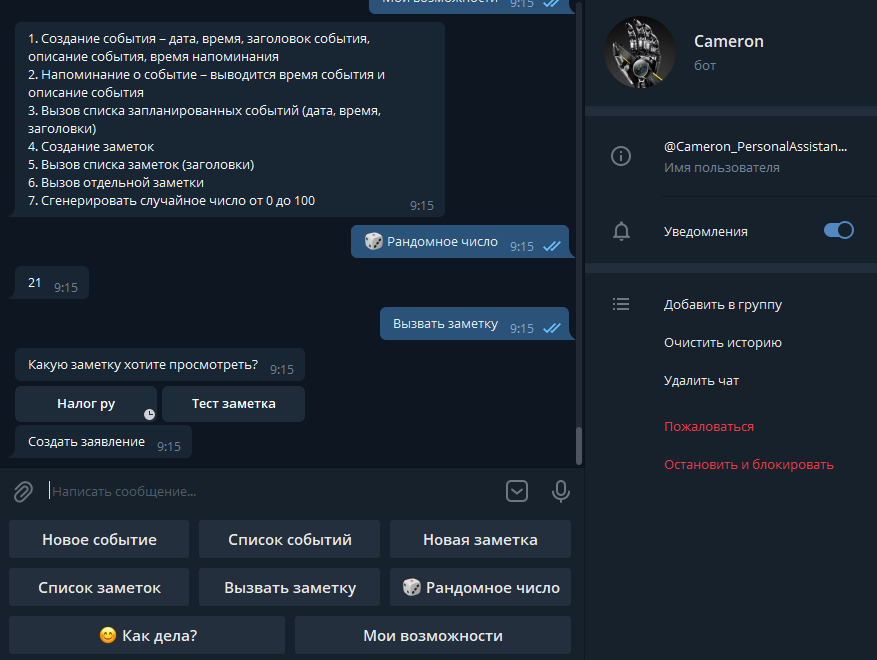 Мои возможности 9:15
1. Создание события – дата, время, заголовок события,
описание события, время напоминания
2. Напоминание о событие – выводится время события и
описание события
3. Вызов списка запланированных событий (дата, время,
заголовки)
4. Создание заметок
5. Вызов списка заметок (заголовки)
6. Вызов отдельной заметки
7. Сгенерировать случайное число от 0 до 100
9:15
Рандомное число 9:15
21 9:15
Вызвать заметку 9:15
Какую заметку хотите просмотреть? 9:15
Налог ру
Тест заметка
Создать заявление 9:15
Написать сообщение...
Новое событие
Список событий
Новая заметка
Список заметок
Вызвать заметку
Рандомное число
Как дела?
Мои возможности
Cameron
бот
@Cameron_PersonalAssistan...
Имя пользователя
Уведомления
Добавить в группу
Очистить историю
Удалить чат
Пожаловаться
Остановить и блокировать